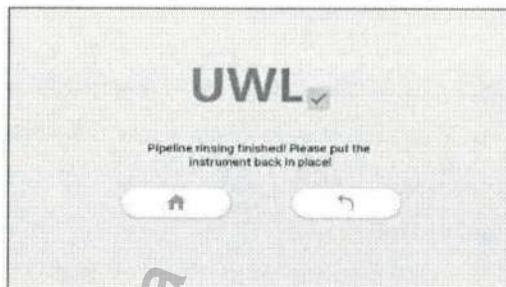 UWL
Pipeline rinsing finished! Please put the
instrument back in place!